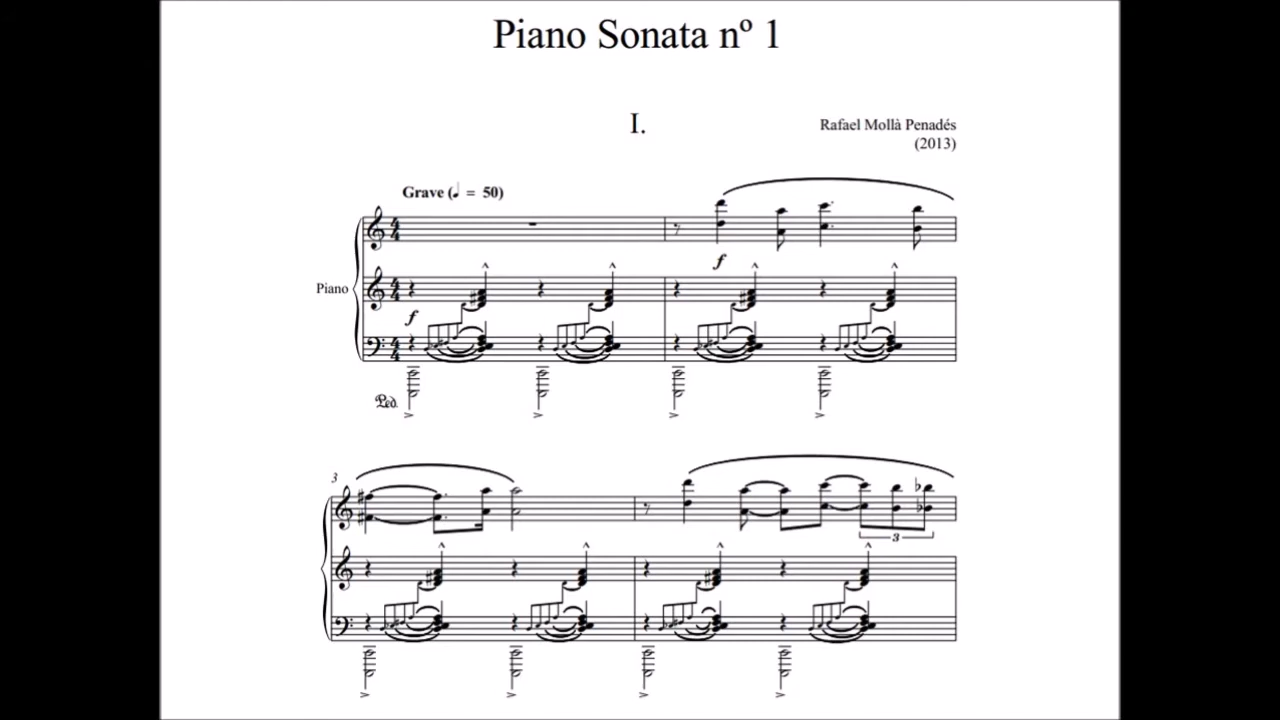 Piano Sonata nº 1
I.
Rafael Mollà Penadés
(2013)
Grave (♩ = 50)
f
Piano
f
Ped.
3
3